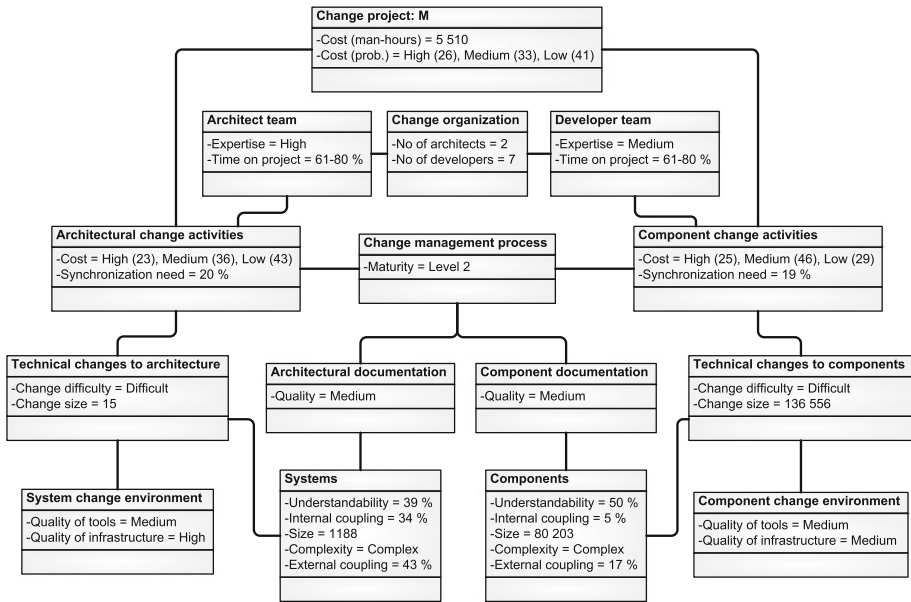 Change project: M
-Cost (man-hours) = 5 510
-Cost (prob.) = High (26), Medium (33), Low (41)
Architect team
-Expertise = High
-Time on project = 61-80 %
Change organization
-No of architects = 2
-No of developers = 7
Developer team
-Expertise = Medium
-Time on project = 61-80 %
Architectural change activities
-Cost = High (23), Medium (36), Low (43)
-Synchronization need = 20 %
Change management process
-Maturity = Level 2
Component change activities
-Cost = High (25), Medium (46), Low (29)
-Synchronization need = 19 %
Technical changes to architecture
-Change difficulty = Difficult
-Change size = 15
Architectural documentation
-Quality = Medium
Component documentation
-Quality = Medium
Technical changes to components
-Change difficulty = Difficult
-Change size = 136 556
System change environment
-Quality of tools = Medium
-Quality of infrastructure = High
Systems
-Understandability = 39 %
-Internal coupling = 34 %
-Size = 1188
-Complexity = Complex
-External coupling = 43 %
Components
-Understandability = 50 %
-Internal coupling = 5 %
-Size = 80 203
-Complexity = Complex
-External coupling = 17 %
Component change environment
-Quality of tools = Medium
-Quality of infrastructure = Medium